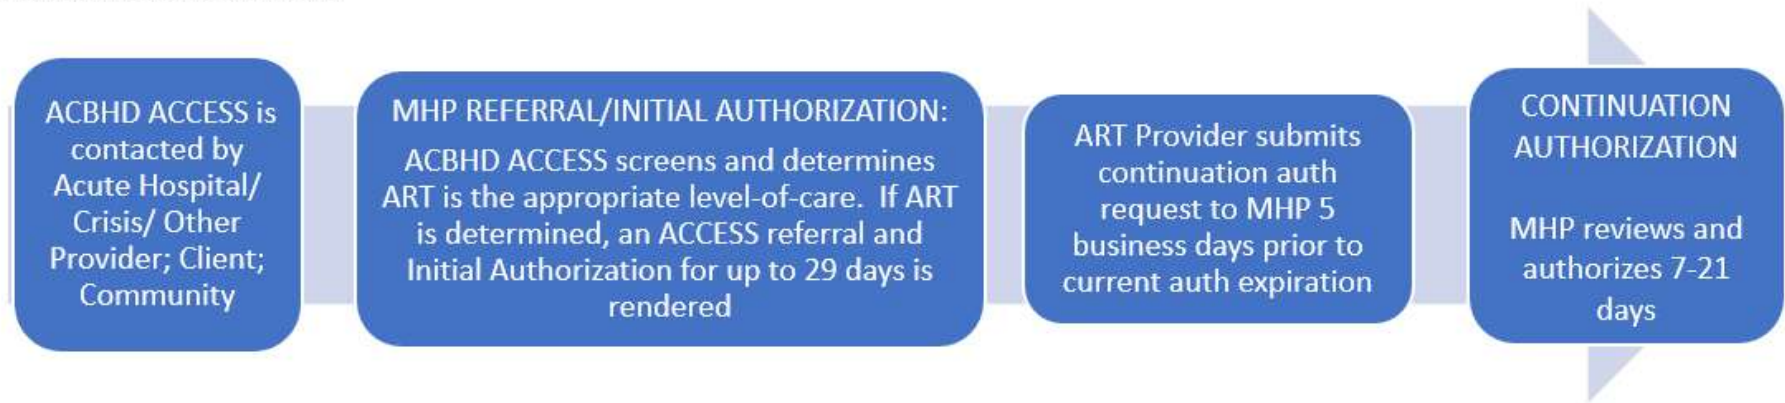 ACBHD ACCESS is
contacted by
Acute Hospital/
Crisis/ Other
Provider; Client;
Community
MHP REFERRAL/INITIAL AUTHORIZATION:
ACBHD ACCESS screens and determines
ART is the appropriate level-of-care.  If ART
is determined, an ACCESS referral and
Initial Authorization for up to 29 days is
rendered
ART Provider submits
continuation auth
request to MHP 5
business days prior to
current auth expiration
CONTINUATION
AUTHORIZATION
MHP reviews and
authorizes 7-21
days